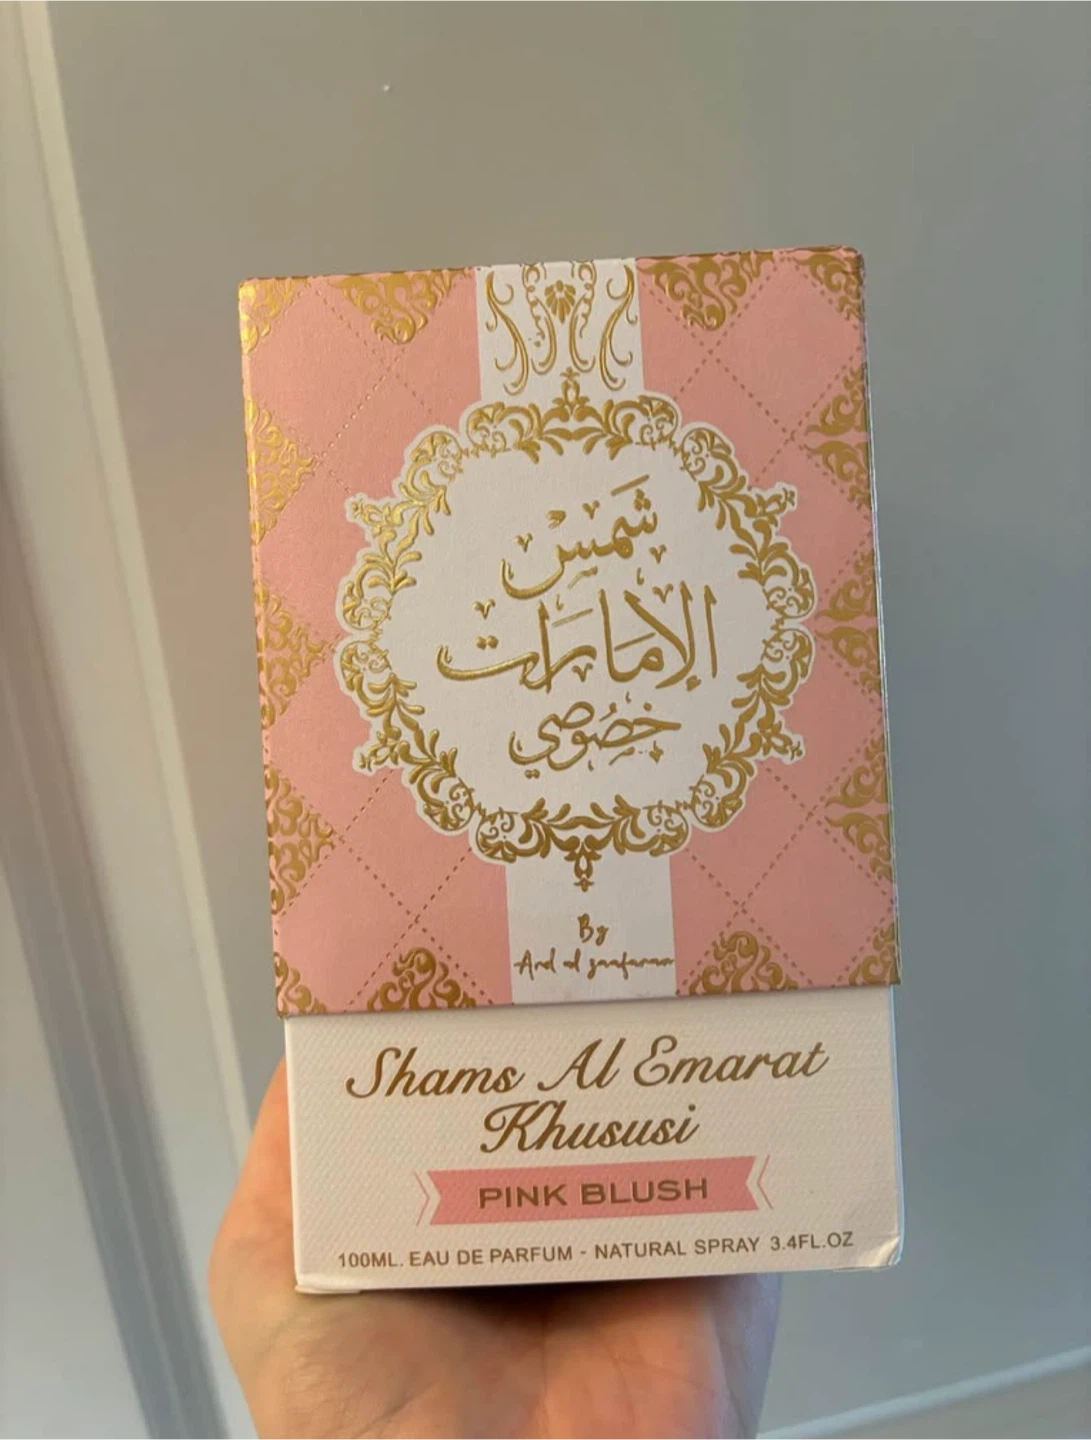 شمس
الإمارات
خصوصي
By
Ard al zaafaran
Shams Al Emarat
Khususi
PINK BLUSH
100ML. EAU DE PARFUM - NATURAL SPRAY 3.4FL.OZ